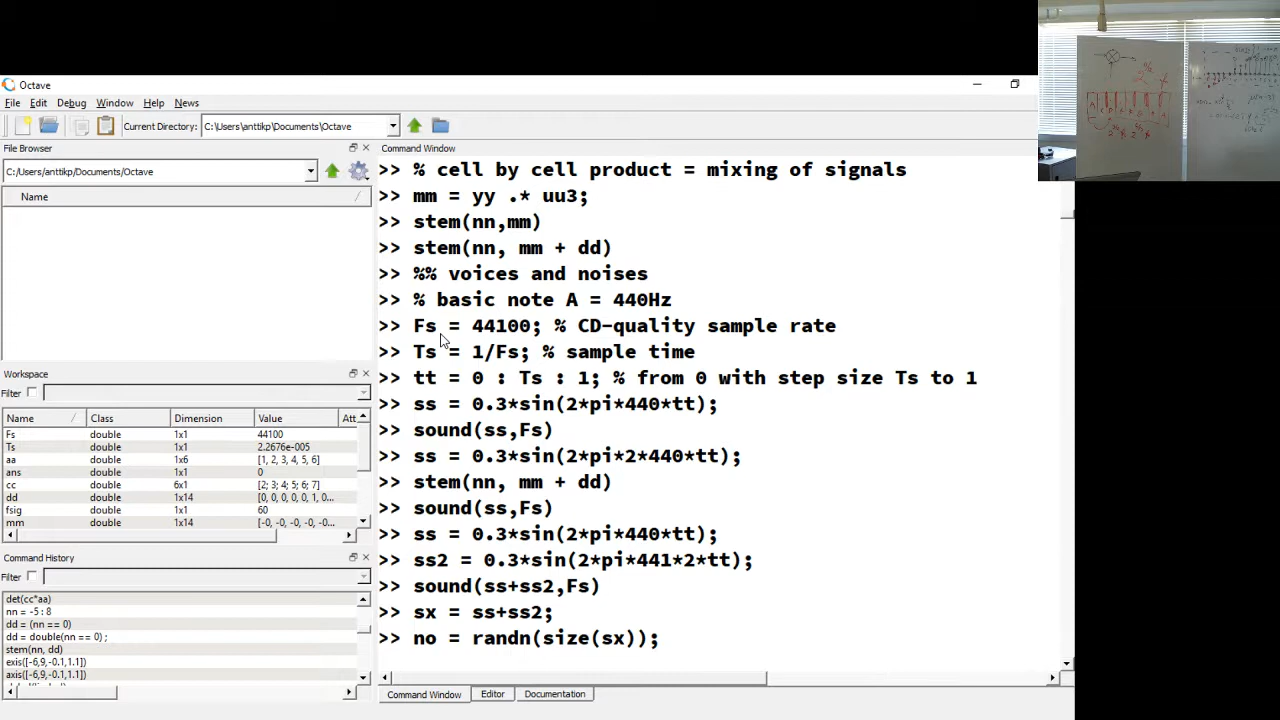 Octave
File Edit Debug Window Help News
Current Director: C:\Users\anttikp\Documents\Octav
File Browser
C:/Users/anttikp/Documents/Octave
Name
Workspace
Filter
Name Class Dimension Value Att
Fs double 1x1 44100
Ts double 1x1 2.2676e-005
aa double 1x6 [1, 2, 3, 4, 5, 6]
ans double 1x1 0
cc double 6x1 [2; 3; 4; 5; 6; 7]
dd double 1x14 [0, 0, 0, 0, 0, 1, 0...
fsig double 1x1 60
mm double 1x14 [-0, -0, -0, -0, -0...
Command History
Filter
det(cc*aa)
nn = -5 : 8
dd = (nn == 0)
dd = double(nn == 0) ;
stem(nn, dd)
axis([-6,9,-0.1,1.1])
axis([-6,9,-0.1,1.1])
Command Window
>> % cell by cell product = mixing of signals
>> mm = yy .* uu3;
>> stem(nn,mm)
>> stem(nn, mm + dd)
>> %% voices and noises
>> % basic note A = 440Hz
>> Fs = 44100; % CD-quality sample rate
>> Ts = 1/Fs; % sample time
>> tt = 0 : Ts : 1; % from 0 with step size Ts to 1
>> ss = 0.3*sin(2*pi*440*tt);
>> sound(ss,Fs)
>> ss = 0.3*sin(2*pi*2*440*tt);
>> stem(nn, mm + dd)
>> sound(ss,Fs)
>> ss = 0.3*sin(2*pi*440*tt);
>> ss2 = 0.3*sin(2*pi*441*2*tt);
>> sound(ss+ss2,Fs)
>> sx = ss+ss2;
>> no = randn(size(sx));
Command Window Editor Documentation